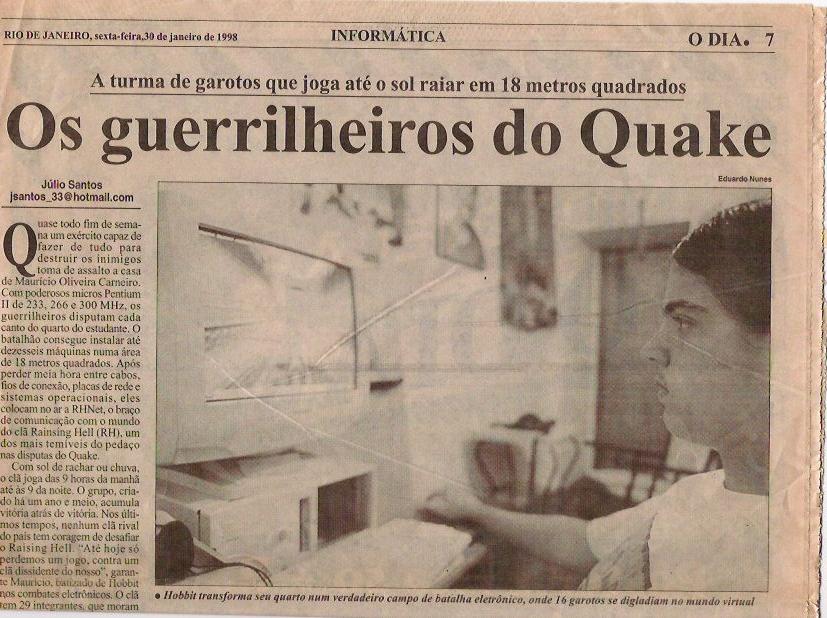 RIO DE JANEIRO, sexta-feira,30 de janeiro de 1998
INFORMÁTICA
O DIA. 7
A turma de garotos que joga até o sol raiar em 18 metros quadrados
Os guerrilheiros do Quake
Júlio Santos
jsantos_33@hotmail.com
Eduardo Nunes
Quase todo fim de sema-
na um exército capaz de
fazer de tudo para
destruir os inimigos
toma de assalto a casa
de Maurício Oliveira Carneiro.
Com poderosos micros Pentium
II de 233, 266 e 300 MHz, os
guerrilheiros disputam cada
canto do quarto do estudante. O
batalhão consegue instalar até
dezesseis máquinas numa área
de 18 metros quadrados. Após
perder meia hora entre cabos,
fios de conexão, placas de rede e
sistemas operacionais, eles
colocam no ar a RHNet, o braço
de comunicação com o mundo
do clã Rainsing Hell (RH), um
dos mais temíveis do pedaço
nas disputas do Quake.
Com sol de rachar ou chuva,
o clã joga das 9 horas da manhã
até às 9 da noite. O grupo, cria-
do há um ano e meio, acumula
vitória atrás de vitória. Nos últi-
mos tempos, nenhum clã rival
do país tem coragem de desafiar
o Raising Hell. “Até hoje só
perdemos um jogo, contra um
clã dissidente do nosso”, garan-
te Maurício, batizado de Hobbit
nos combates eletrônicos. O clã
tem 29 integrantes, que moram
• Hobbit transforma seu quarto num verdadeiro campo de batalha eletrônico, onde 16 garotos se digladiam no mundo virtual